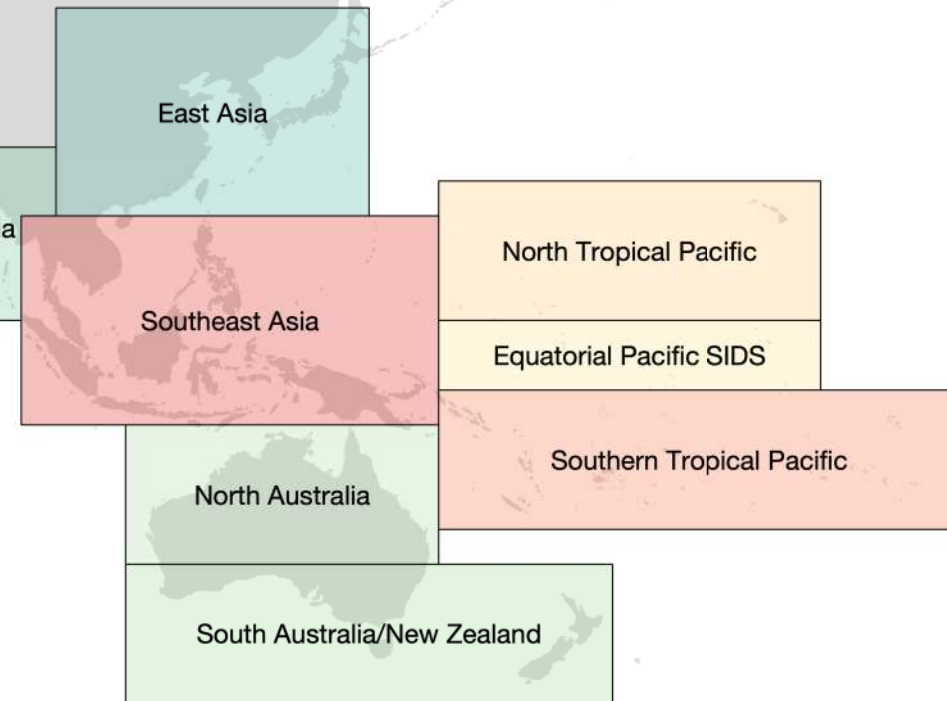 East Asia
a
North Tropical Pacific
Southeast Asia
Equatorial Pacific SIDS
Southern Tropical Pacific
North Australia
South Australia/New Zealand